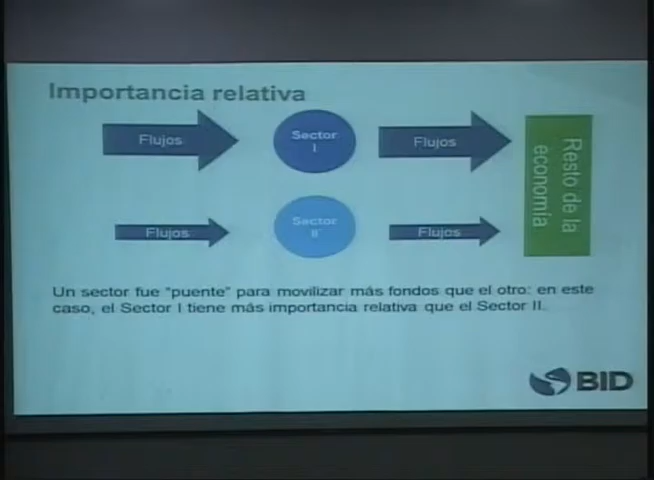 Importancia relativa
Flujos
Sector
I
Flujos
Resto de la
economía
Flujos
Sector
II
Flujos
Un sector fue "puente" para movilizar más fondos que el otro: en este
caso, el Sector I tiene más importancia relativa que el Sector II.
BID